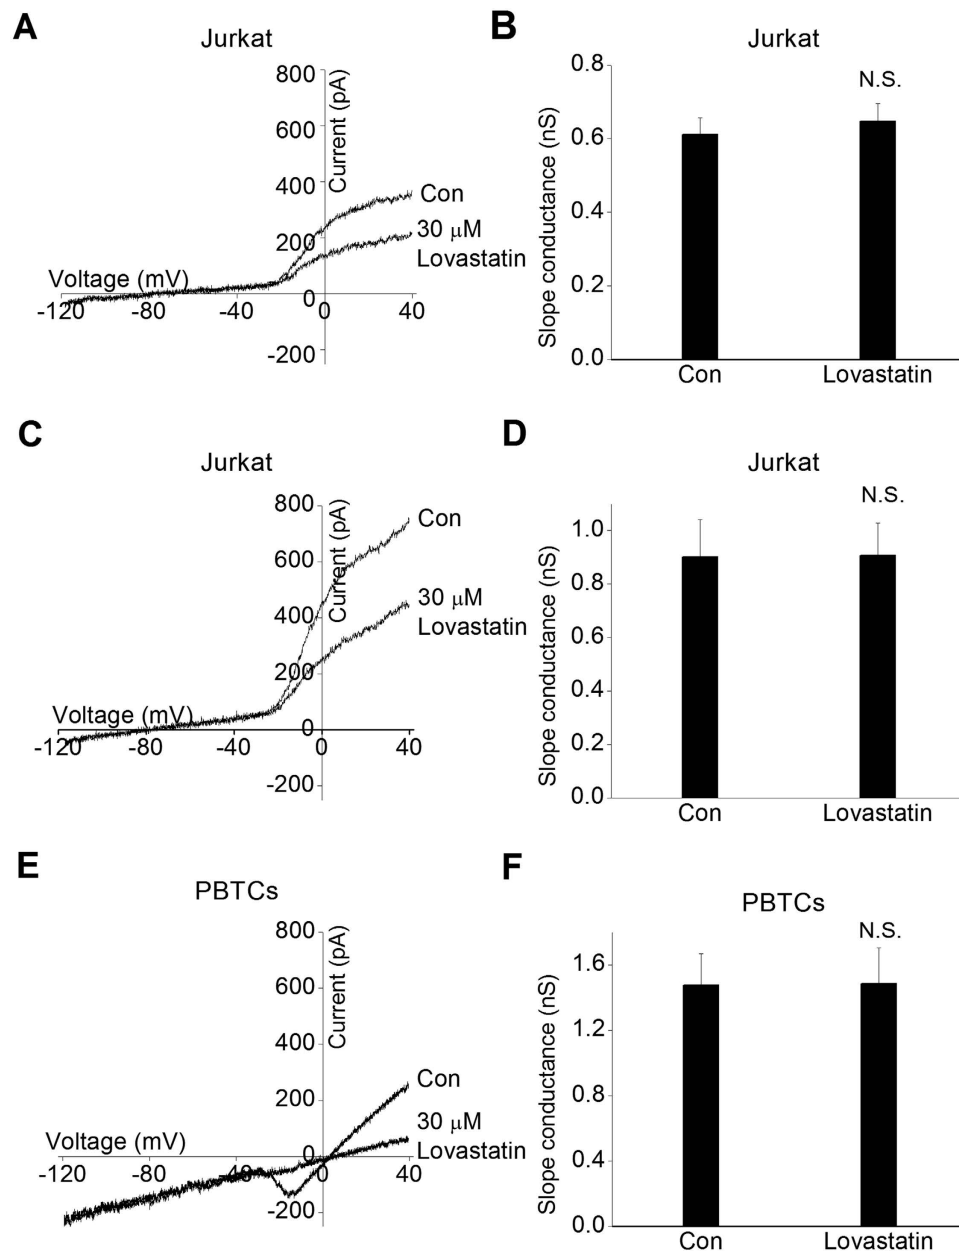 A
Jurkat
800
600
400
200
0
-200
Current (pA)
Con
30 μM
Lovastatin
Voltage (mV)
-120 -80 -40 0 40
B
Jurkat
N.S.
0.8
0.6
0.4
0.2
0.0
Slope conductance (nS)
Con Lovastatin
C
Jurkat
800
600
400
200
0
-200
Current (pA)
Con
30 μM
Lovastatin
Voltage (mV)
-120 -80 -40 0 40
D
Jurkat
N.S.
1.0
0.8
0.6
0.4
0.2
0.0
Slope conductance (nS)
Con Lovastatin
E
PBTCs
800
600
400
200
0
-200
Current (pA)
Con
30 μM
Lovastatin
Voltage (mV)
-120 -80 -40 0 40
F
PBTCs
N.S.
1.6
1.2
0.8
0.4
0.0
Slope conductance (nS)
Con Lovastatin